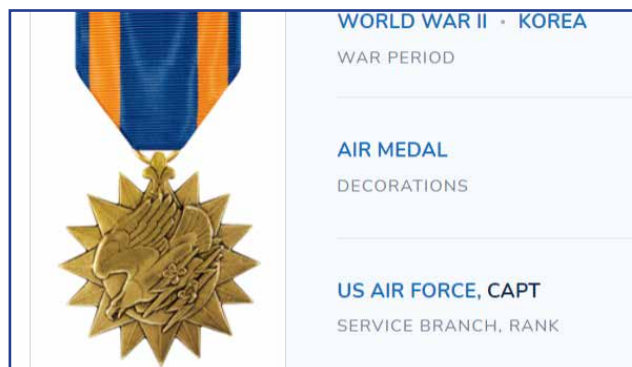 WORLD WAR II • KOREA
WAR PERIOD
AIR MEDAL
DECORATIONS
US AIR FORCE, CAPT
SERVICE BRANCH, RANK